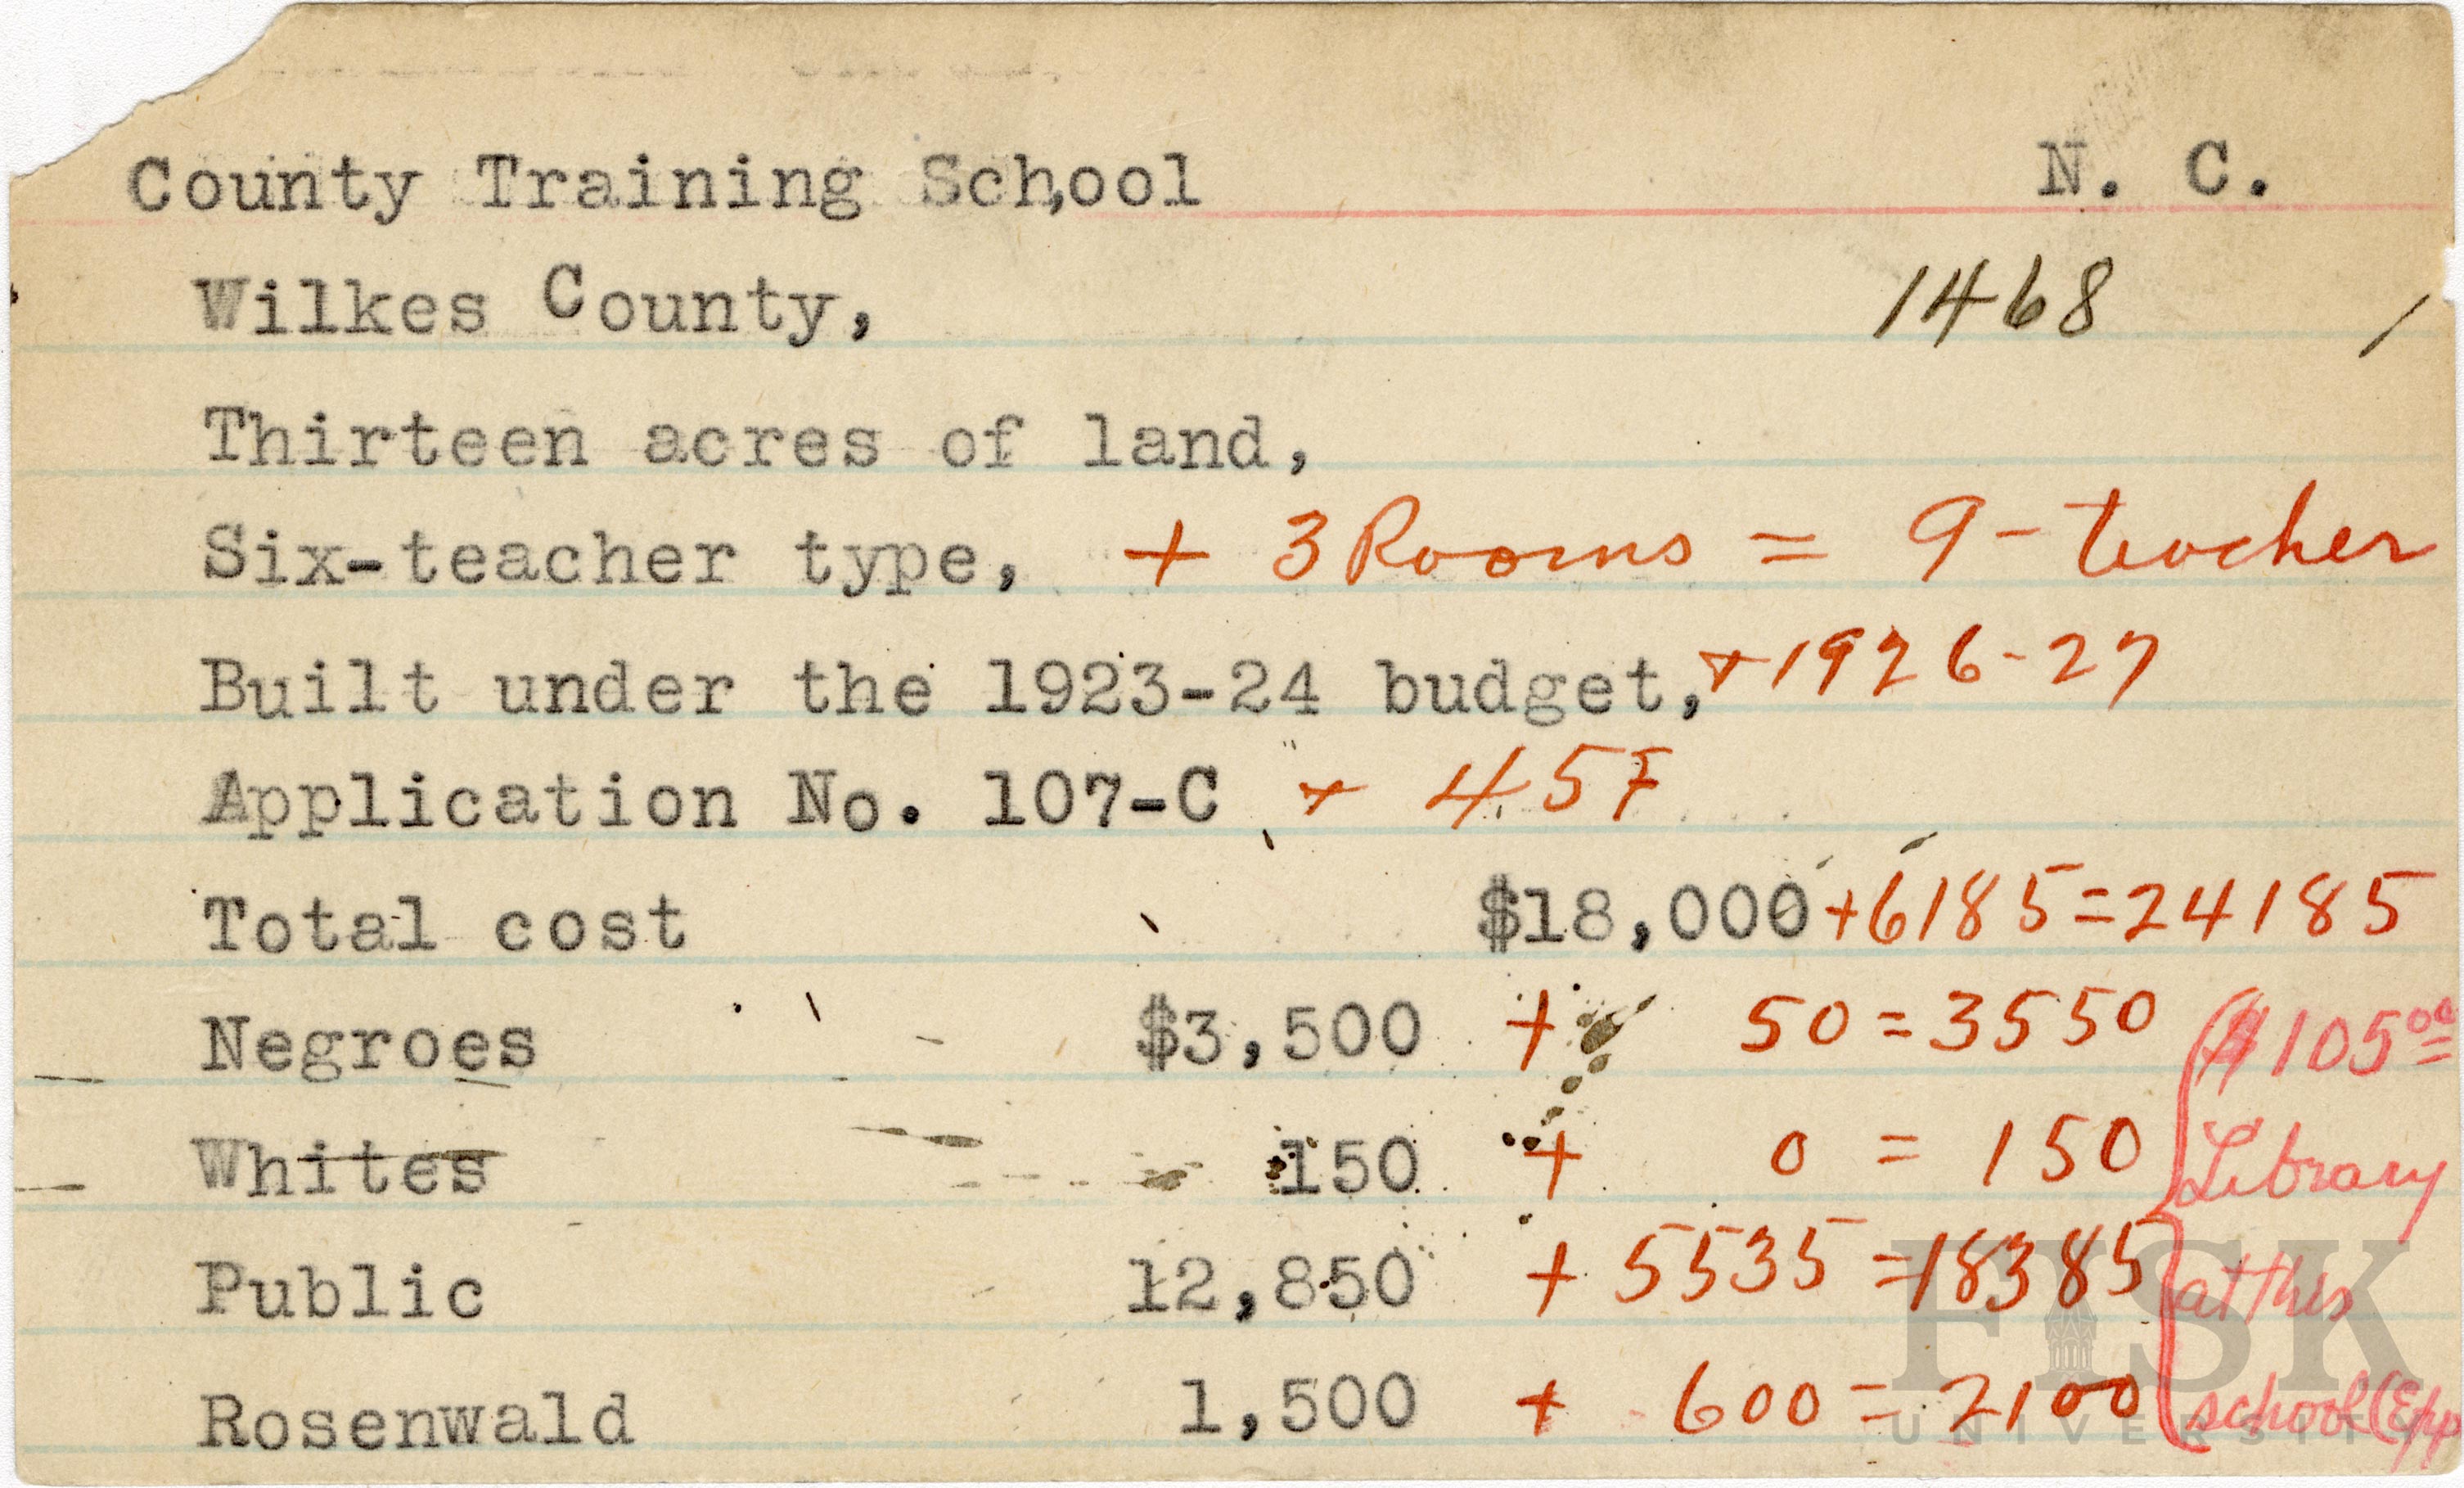 County Training School N. C.
Wilkes County, 1468 /
Thirteen acres of land,
Six-teacher type, + 3 Rooms = 9-teacher
Built under the 1923-24 budget, + 1926-27
Application No. 107-C + 45F
Total cost $18,000 + 6185 = 24185
Negroes $3,500 + 50 = 3550
Whites 150 + 0 = 150
Public 12,850 + 5535 = 18385
Rosenwald 1,500 + 600 = 2100
$105.00
Library
at this
school
FISK
UNIVERSITY